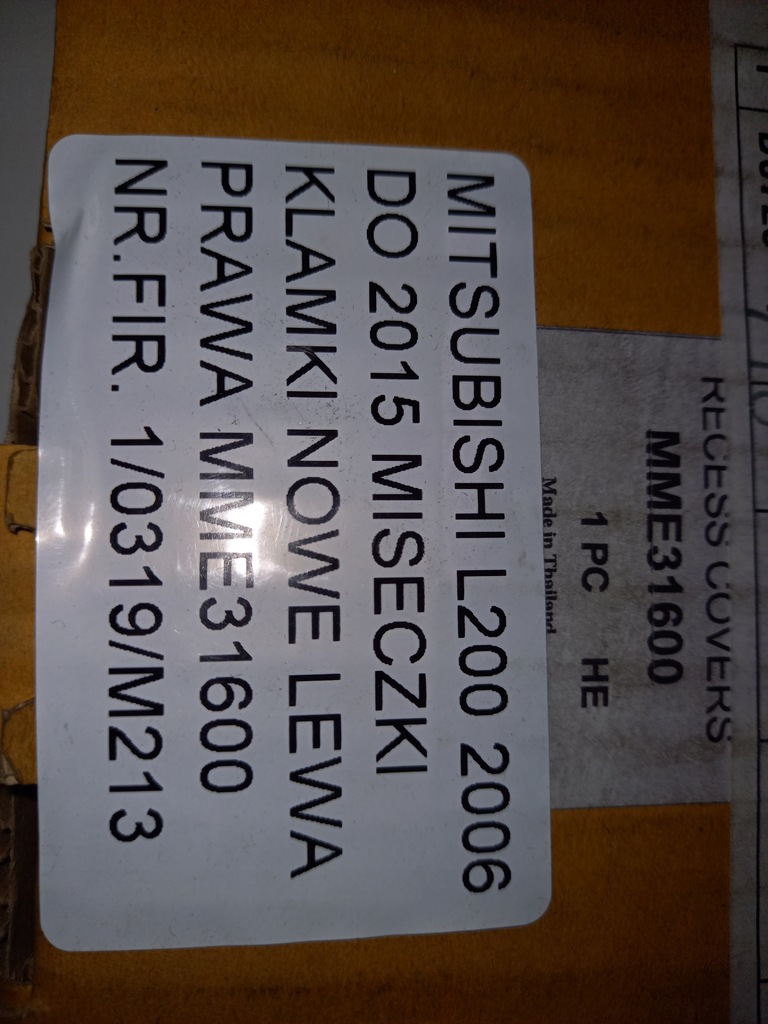 MITSUBISHI L200 2006
DO 2015 MISECZKI
KLAMKI NOWE LEWA
PRAWA MME31600
NR.FIR. 1/0319/M213
RECESS COVERS
MME31600
1 PC HE
Made in Thailand